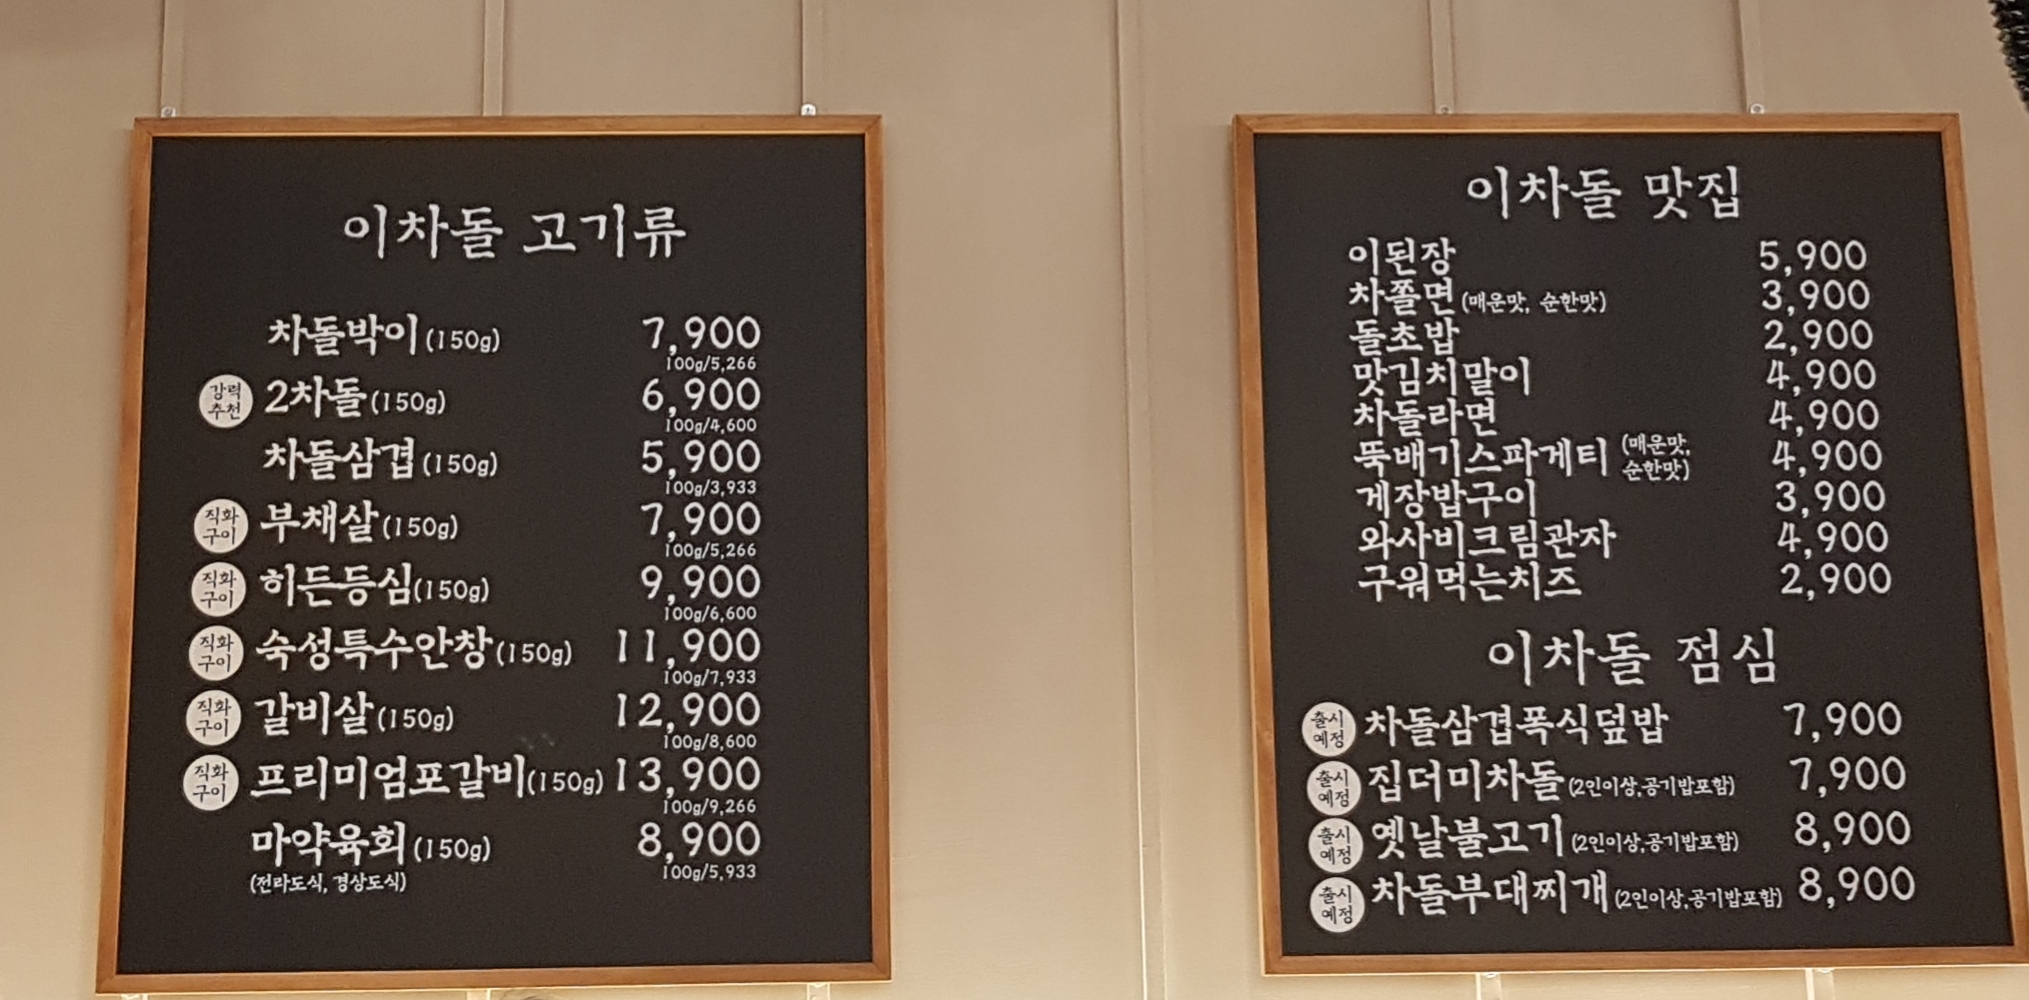 이차돌 고기류
차돌박이(150g) 7,900
100g/5,266
강력추천 2차돌(150g) 6,900
100g/4,600
차돌삼겹(150g) 5,900
100g/3,933
직화구이 부채살(150g) 7,900
100g/5,266
직화구이 히든등심(150g) 9,900
100g/6,600
직화구이 숙성특수안창(150g) 11,900
100g/7,933
직화구이 갈비살(150g) 12,900
100g/8,600
직화구이 프리미엄포갈비(150g) 13,900
100g/9,266
마약육회(150g) 8,900
(전라도식, 경상도식) 100g/5,933
이차돌 맛집
이된장 5,900
차쫄면(매운맛, 순한맛) 3,900
돌초밥 2,900
맛김치말이 4,900
차돌라면 4,900
뚝배기스파게티 (매운맛, 순한맛) 4,900
게장밥구이 3,900
와사비크림관자 4,900
구워먹는치즈 2,900
이차돌 점심
출시예정 차돌삼겹폭식덮밥 7,900
출시예정 집더미차돌(2인이상,공기밥포함) 7,900
출시예정 옛날불고기(2인이상,공기밥포함) 8,900
출시예정 차돌부대찌개(2인이상,공기밥포함) 8,900